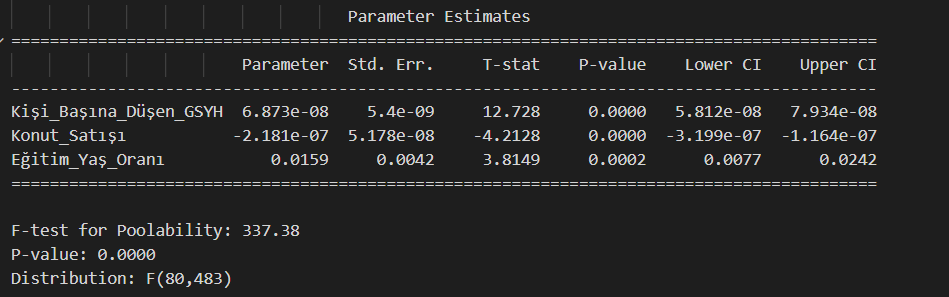 Parameter Estimates
==========================================================================================
Parameter Std. Err. T-stat P-value Lower CI Upper CI
------------------------------------------------------------------------------------------
Kişi_Başına_Düşen_GSYH 6.873e-08 5.4e-09 12.728 0.0000 5.812e-08 7.934e-08
Konut_Satışı -2.181e-07 5.178e-08 -4.2128 0.0000 -3.199e-07 -1.164e-07
Eğitim_Yaş_Oranı 0.0159 0.0042 3.8149 0.0002 0.0077 0.0242
==========================================================================================
F-test for Poolability: 337.38
P-value: 0.0000
Distribution: F(80,483)